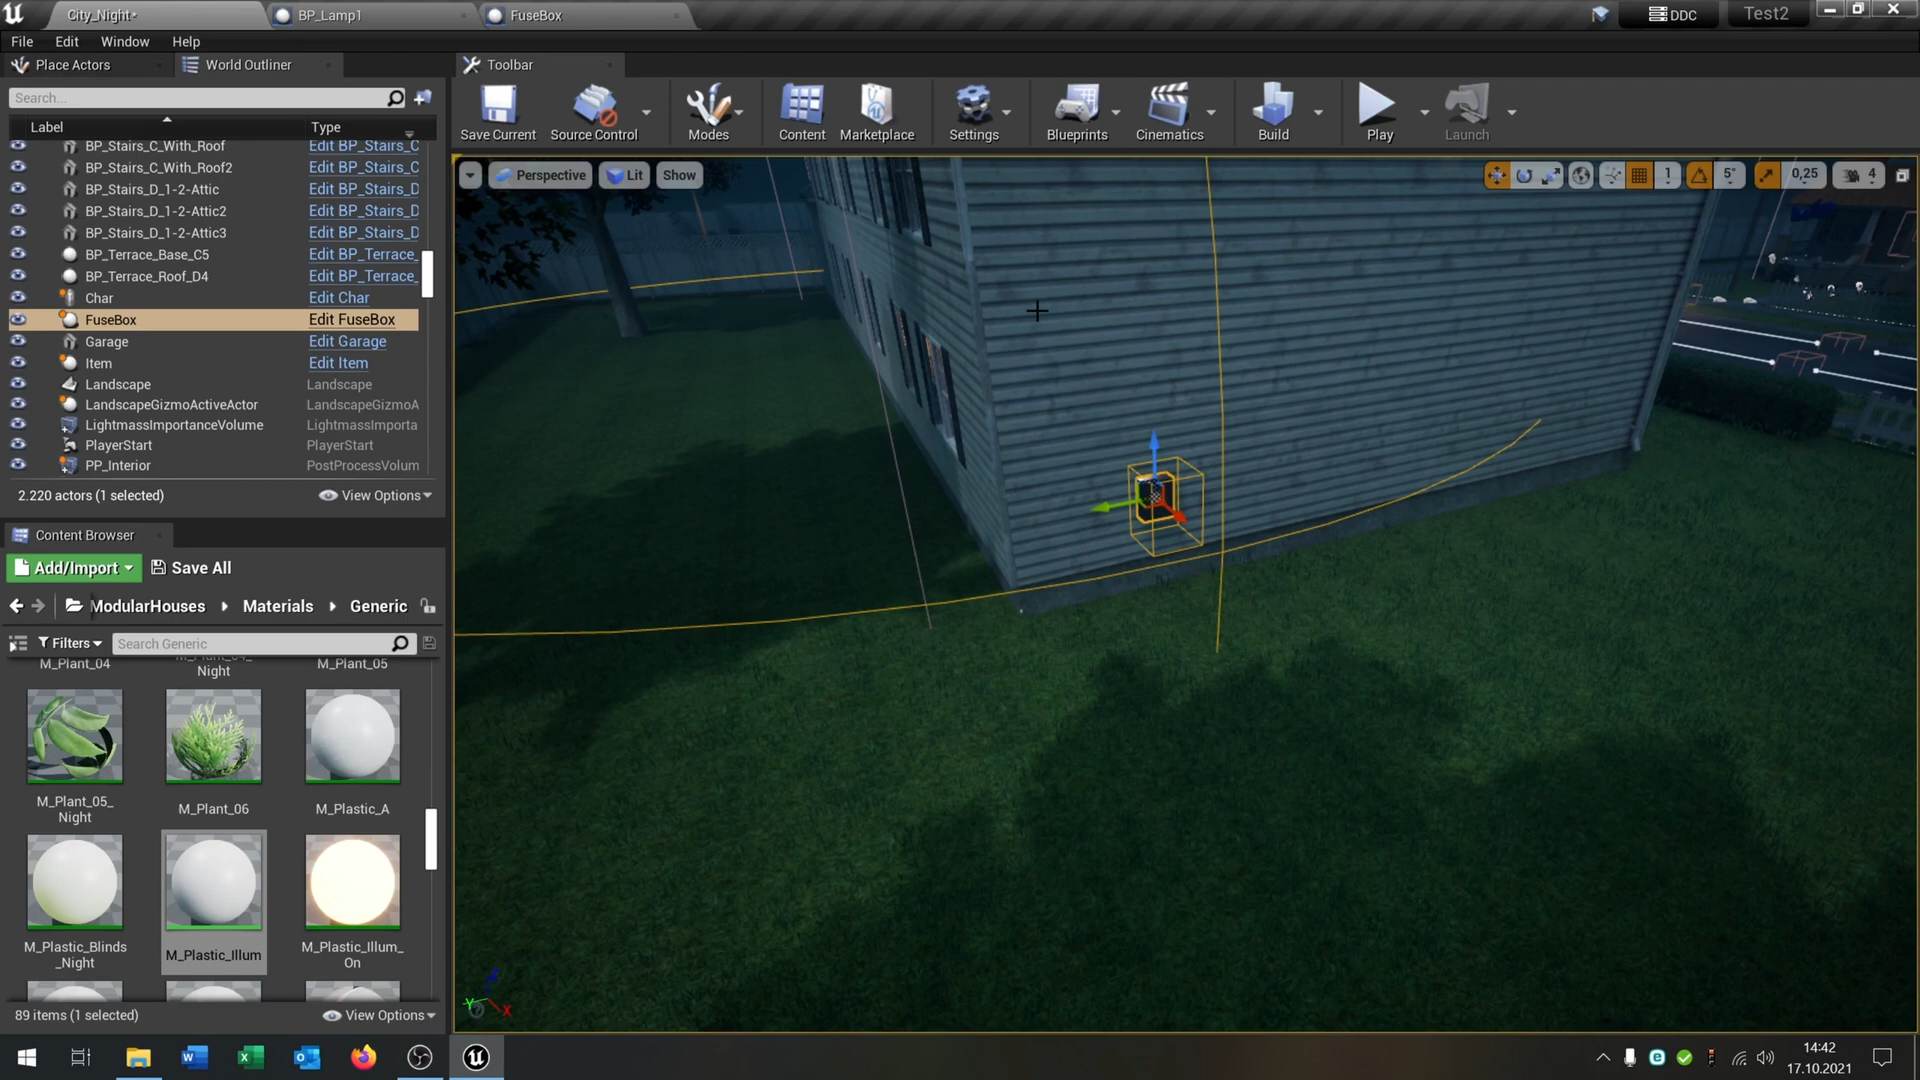 City_Night•
BP_Lamp1
FuseBox
DDC
Test2
File
Edit
Window
Help
Place Actors
World Outliner
Toolbar
Search...
Save Current
Source Control
Modes
Content
Marketplace
Settings
Blueprints
Cinematics
Build
Play
Launch
Label
Type
BP_Stairs_C_With_Roof
Edit BP_Stairs_C
BP_Stairs_C_With_Roof2
Edit BP_Stairs_C
BP_Stairs_D_1-2-Attic
Edit BP_Stairs_D
BP_Stairs_D_1-2-Attic2
Edit BP_Stairs_D
BP_Stairs_D_1-2-Attic3
Edit BP_Stairs_D
BP_Terrace_Base_C5
Edit BP_Terrace_
BP_Terrace_Roof_D4
Edit BP_Terrace_
Char
Edit Char
FuseBox
Edit FuseBox
Garage
Edit Garage
Item
Edit Item
Landscape
Landscape
LandscapeGizmoActiveActor
LandscapeGizmoA
LightmassImportanceVolume
LightmassImporta
PlayerStart
PlayerStart
PP_Interior
PostProcessVolum
2.220 actors (1 selected)
View Options
Perspective
Lit
Show
1
5°
0,25
4
Content Browser
Add/Import
Save All
ModularHouses
Materials
Generic
Filters
Search Generic
M_Plant_04
Night
M_Plant_05
M_Plant_05_
Night
M_Plant_06
M_Plastic_A
M_Plastic_Blinds
_Night
M_Plastic_Illum
M_Plastic_Illum_
On
89 items (1 selected)
View Options
Y
X
14:42
17.10.2021